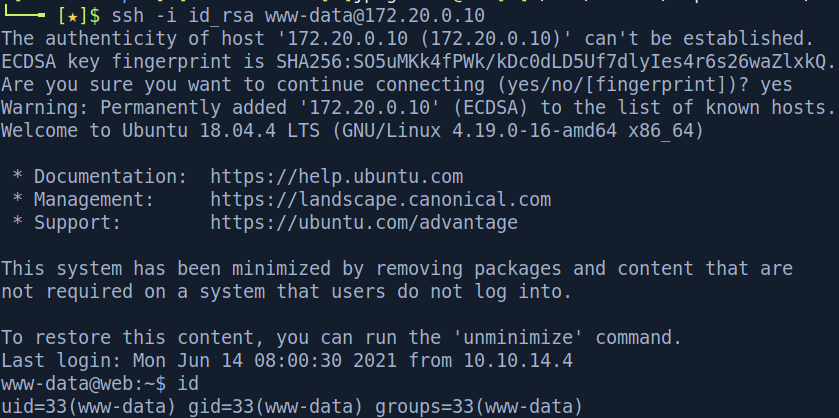 └──╼ [★]$ ssh -i id_rsa www-data@172.20.0.10
The authenticity of host '172.20.0.10 (172.20.0.10)' can't be established.
ECDSA key fingerprint is SHA256:SO5uMKk4fPWk/kDc0dLD5Uf7dlyIes4r6s26waZlxkQ.
Are you sure you want to continue connecting (yes/no/[fingerprint])? yes
Warning: Permanently added '172.20.0.10' (ECDSA) to the list of known hosts.
Welcome to Ubuntu 18.04.4 LTS (GNU/Linux 4.19.0-16-amd64 x86_64)
* Documentation:  https://help.ubuntu.com
* Management:     https://landscape.canonical.com
* Support:        https://ubuntu.com/advantage
This system has been minimized by removing packages and content that are
not required on a system that users do not log into.
To restore this content, you can run the 'unminimize' command.
Last login: Mon Jun 14 08:00:30 2021 from 10.10.14.4
www-data@web:~$ id
uid=33(www-data) gid=33(www-data) groups=33(www-data)